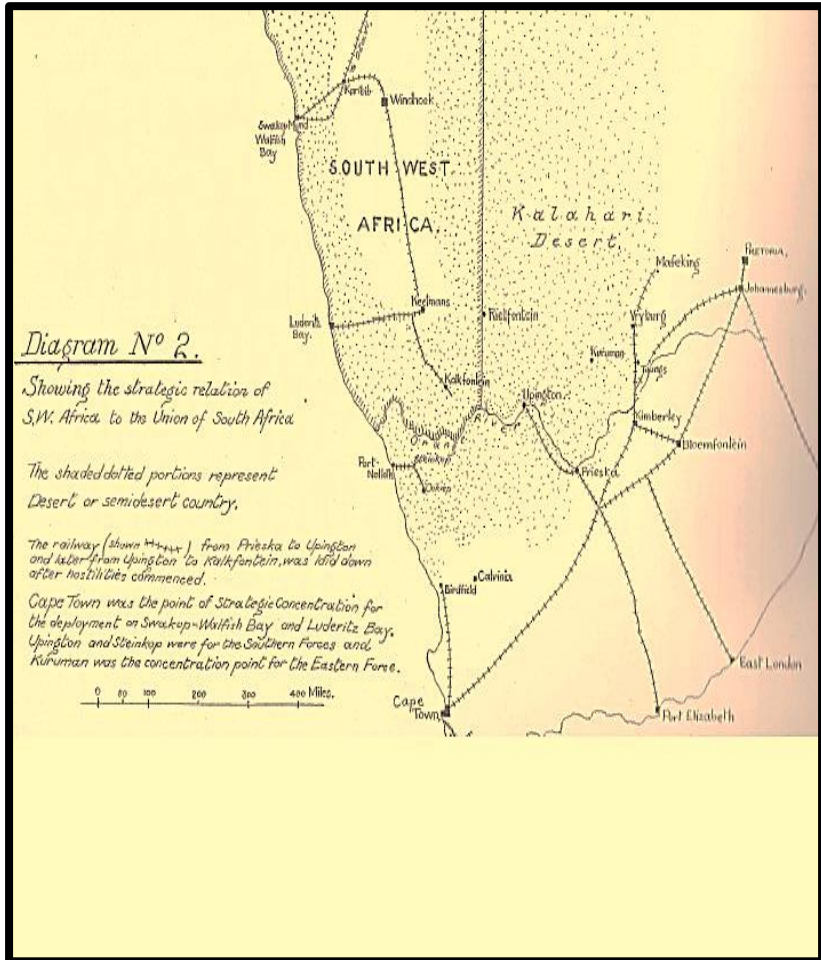 Karibib
Windhoek
Swakopmund
Walfish
Bay
SOUTH WEST
AFRICA.
Kalahari
Desert.
Mafeking
PRETORIA,
Johannesburg.
Keetmans
Luderitz
Bay.
Rietfontein
Vryburg
Kuruman
Taungs
Kalkfontein
Upington
Kimberley
Bloemfontein
Orange River
Steinkop
Port-
Nolloth
Ookiep
Prieska
Calvinia
Cape
Town
Port Elizabeth
East London
Diagram No 2.
Showing the strategic relation of
S.W. Africa to the Union of South Africa
The shaded dotted portions represent
Desert or semidesert country.
The railway (shown) from Prieska to Upington
and later from Upington to Kalkfontein, was laid down
after hostilities commenced.
Cape Town was the point of Strategic Concentration for
the deployment on Swakop-Walfish Bay and Luderitz Bay.
Upington and Steinkop were for the Southern Forces and
Kuruman was the concentration point for the Eastern Force.
0 50 100 200 300 400 Miles.